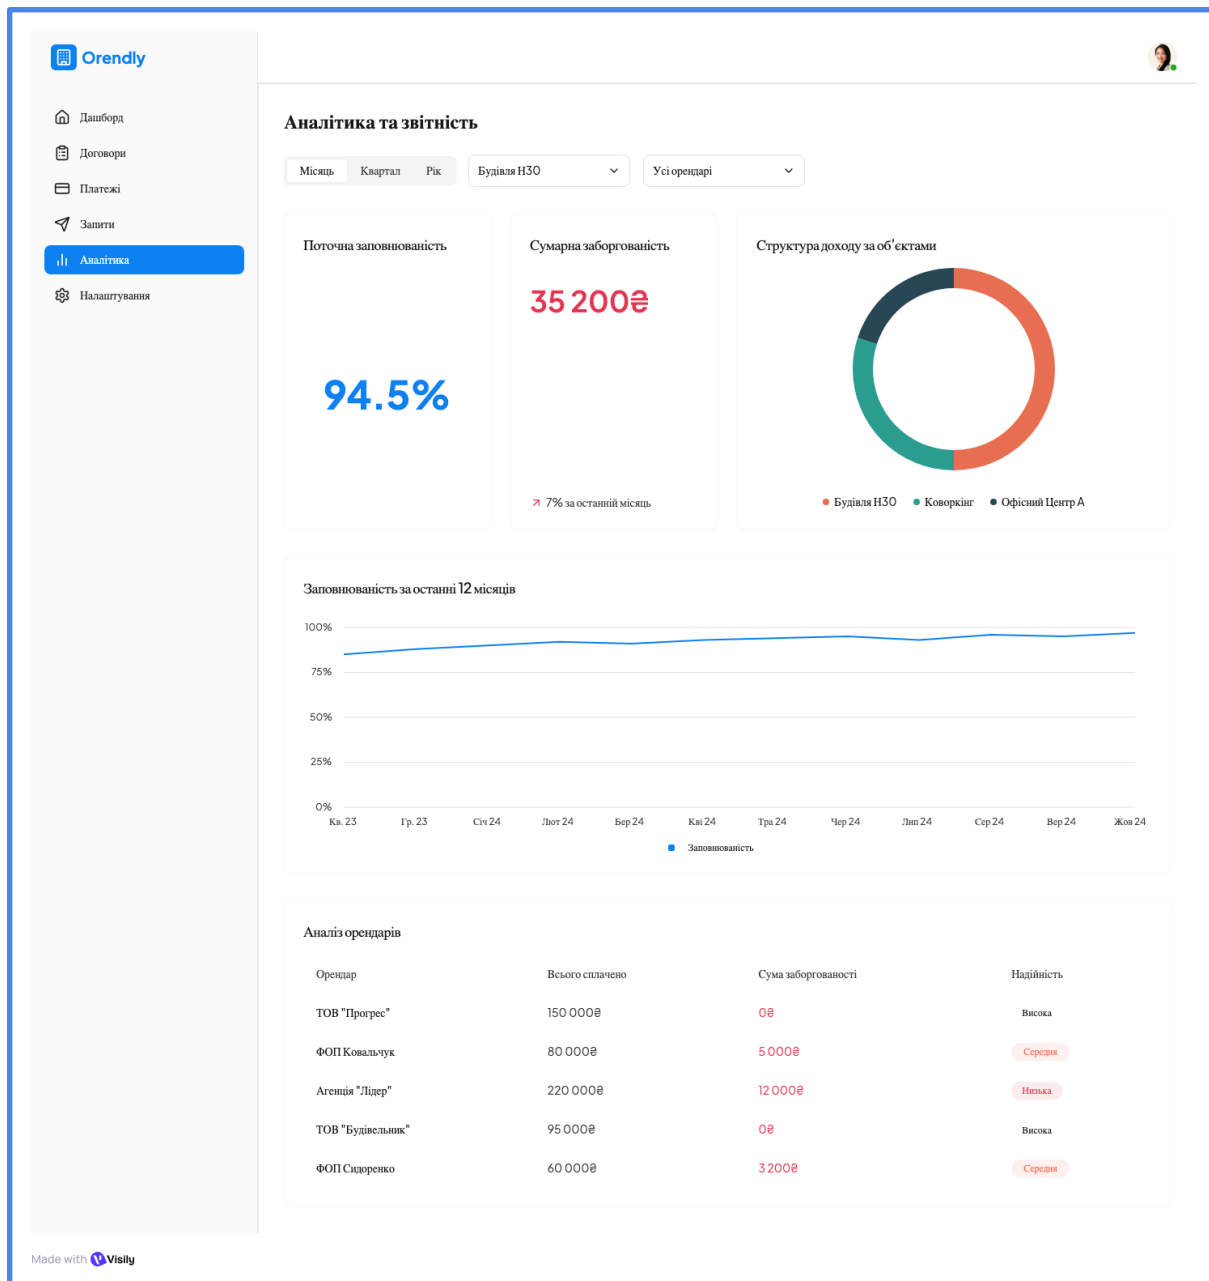 Orendly
Дашборд
Договори
Платежі
Запити
Аналітика
Налаштування
Аналітика та звітність
Місяць Квартал Рік Будівля H30 Усі орендарі
Поточна заповнюваність
94.5%
Сумарна заборгованість
35 200₴
7% за останній місяць
Структура доходу за об’єктами
Будівля H30 Коворкінг Офісний Центр А
Заповнюваність за останні 12 місяців
100%
75%
50%
25%
0%
Кв. 23 Гр. 23 Січ 24 Лют 24 Бер 24 Кві 24 Тра 24 Чер 24 Лип 24 Сер 24 Вер 24 Жов 24
Заповнюваність
Аналіз орендарів
Орендар Всього сплачено Сума заборгованості Надійність
ТОВ "Прогрес" 150 000₴ 0₴ Висока
ФОП Ковальчук 80 000₴ 5 000₴ Середня
Агенція "Лідер" 220 000₴ 12 000₴ Низька
ТОВ "Будівельник" 95 000₴ 0₴ Висока
ФОП Сидоренко 60 000₴ 3 200₴ Середня
Made with Visily